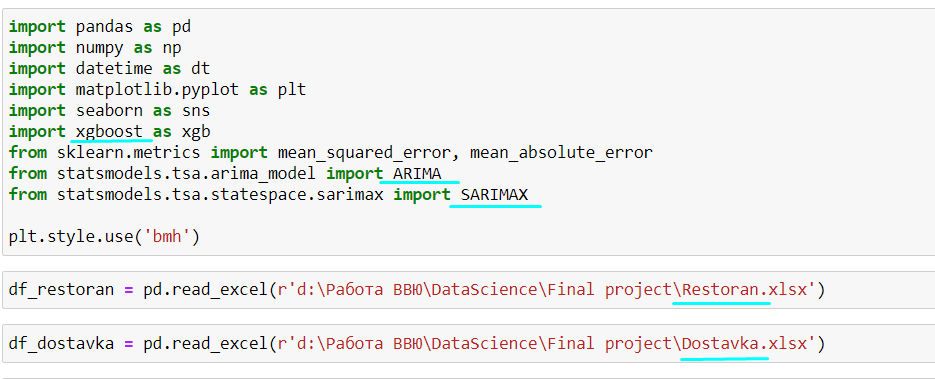 import pandas as pd
import numpy as np
import datetime as dt
import matplotlib.pyplot as plt
import seaborn as sns
import xgboost as xgb
from sklearn.metrics import mean_squared_error, mean_absolute_error
from statsmodels.tsa.arima_model import ARIMA
from statsmodels.tsa.statespace.sarimax import SARIMAX
plt.style.use('bmh')
df_restoran = pd.read_excel(r'd:\Работа ВВЮ\DataScience\Final project\Restoran.xlsx')
df_dostavka = pd.read_excel(r'd:\Работа ВВЮ\DataScience\Final project\Dostavka.xlsx')